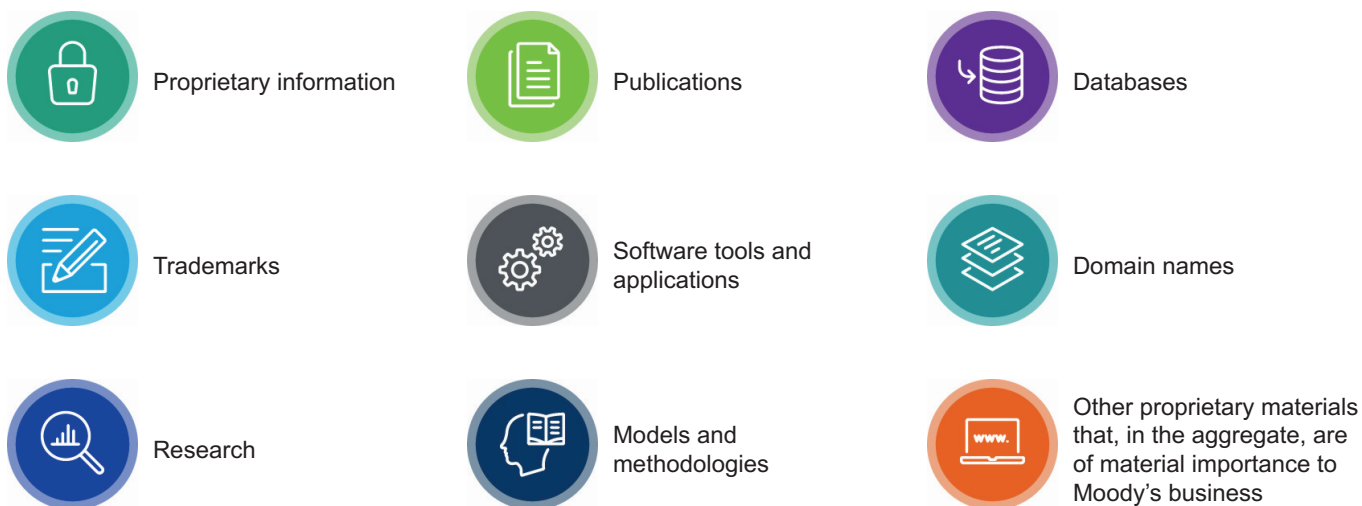 Proprietary information
Publications
Databases
Trademarks
Software tools and
applications
Domain names
Research
Models and
methodologies
www.
Other proprietary materials
that, in the aggregate, are
of material importance to
Moody’s business